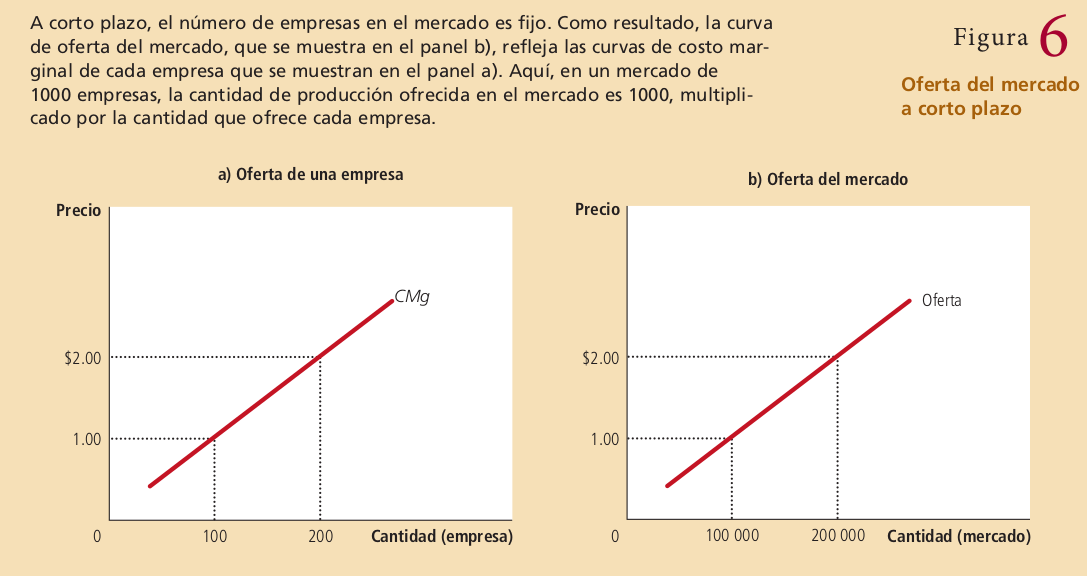 A corto plazo, el número de empresas en el mercado es fijo. Como resultado, la curva
de oferta del mercado, que se muestra en el panel b), refleja las curvas de costo mar-
ginal de cada empresa que se muestran en el panel a). Aquí, en un mercado de
1000 empresas, la cantidad de producción ofrecida en el mercado es 1000, multipli-
cado por la cantidad que ofrece cada empresa.
Figura 6
Oferta del mercado
a corto plazo
a) Oferta de una empresa
Precio
CMg
$2.00
1.00
0
100
200
Cantidad (empresa)
b) Oferta del mercado
Precio
Oferta
$2.00
1.00
0
100 000
200 000
Cantidad (mercado)